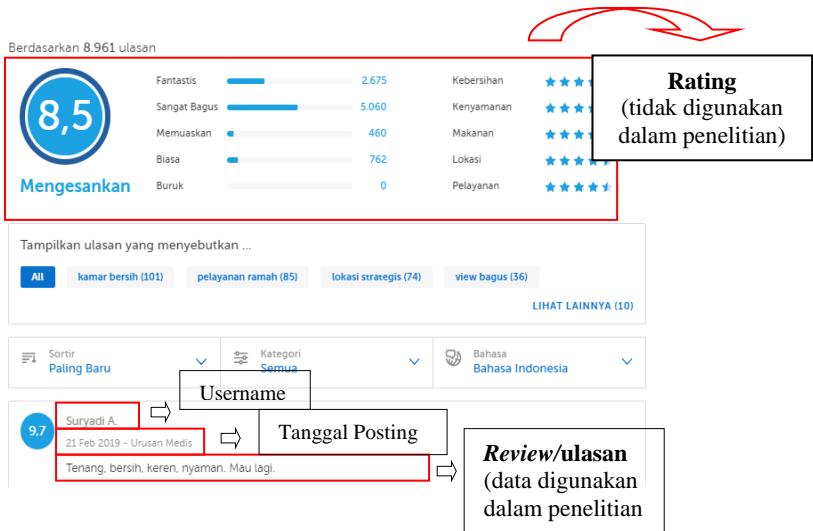 Berdasarkan 8.961 ulasan
8,5
Mengesankan
Fantastis 2.675
Sangat Bagus 5.060
Memuaskan 460
Biasa 762
Buruk 0
Kebersihan
Kenyamanan
Makanan
Lokasi
Pelayanan
Rating
(tidak digunakan
dalam penelitian)
Tampilkan ulasan yang menyebutkan ...
All kamar bersih (101) pelayanan ramah (85) lokasi strategis (74) view bagus (36)
LIHAT LAINNYA (10)
Sortir
Paling Baru
Kategori
Semua
Bahasa
Bahasa Indonesia
Username
9,7
Suryadi A.
21 Feb 2019 - Urusan Medis
Tanggal Posting
Tenang, bersih, keren, nyaman. Mau lagi.
Review/ulasan
(data digunakan
dalam penelitian